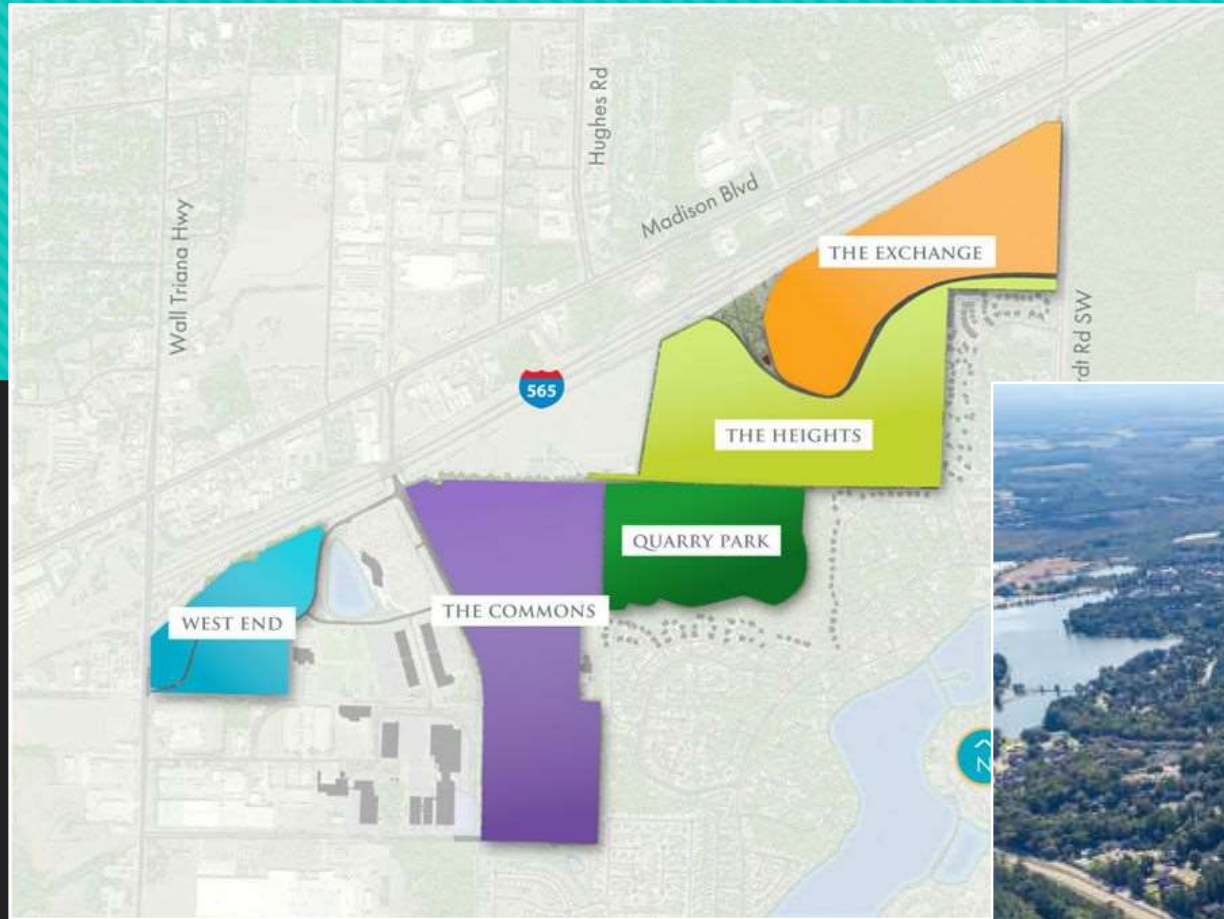 Hughes Rd
Madison Blvd
Wall Triana Hwy
THE EXCHANGE
565
THE HEIGHTS
QUARRY PARK
THE COMMONS
WEST END
Rd SW
N